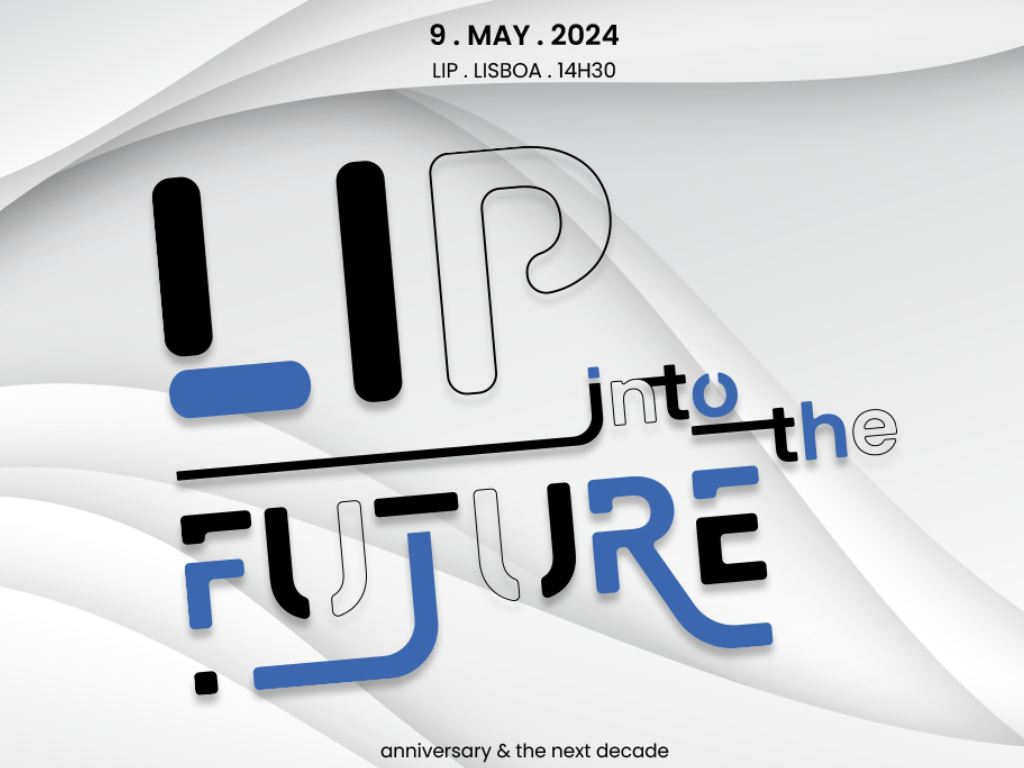 9 . MAY . 2024
LIP . LISBOA . 14H30
LIP
into
the
FUTURE
.
anniversary & the next decade